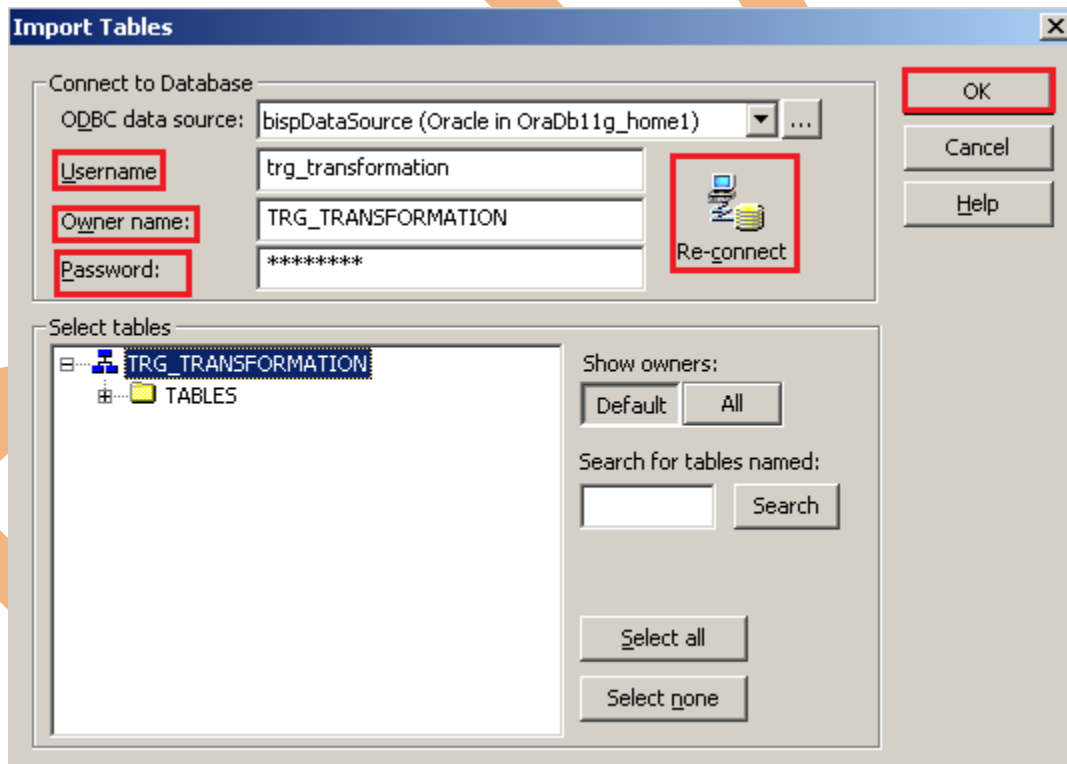 Import Tables
Connect to Database
ODBC data source: bispDataSource (Oracle in OraDb11g_home1) ...
Username trg_transformation
Owner name: TRG_TRANSFORMATION
Password: ********
Re-connect
OK
Cancel
Help
Select tables
TRG_TRANSFORMATION
TABLES
Show owners:
Default All
Search for tables named:
Search
Select all
Select none